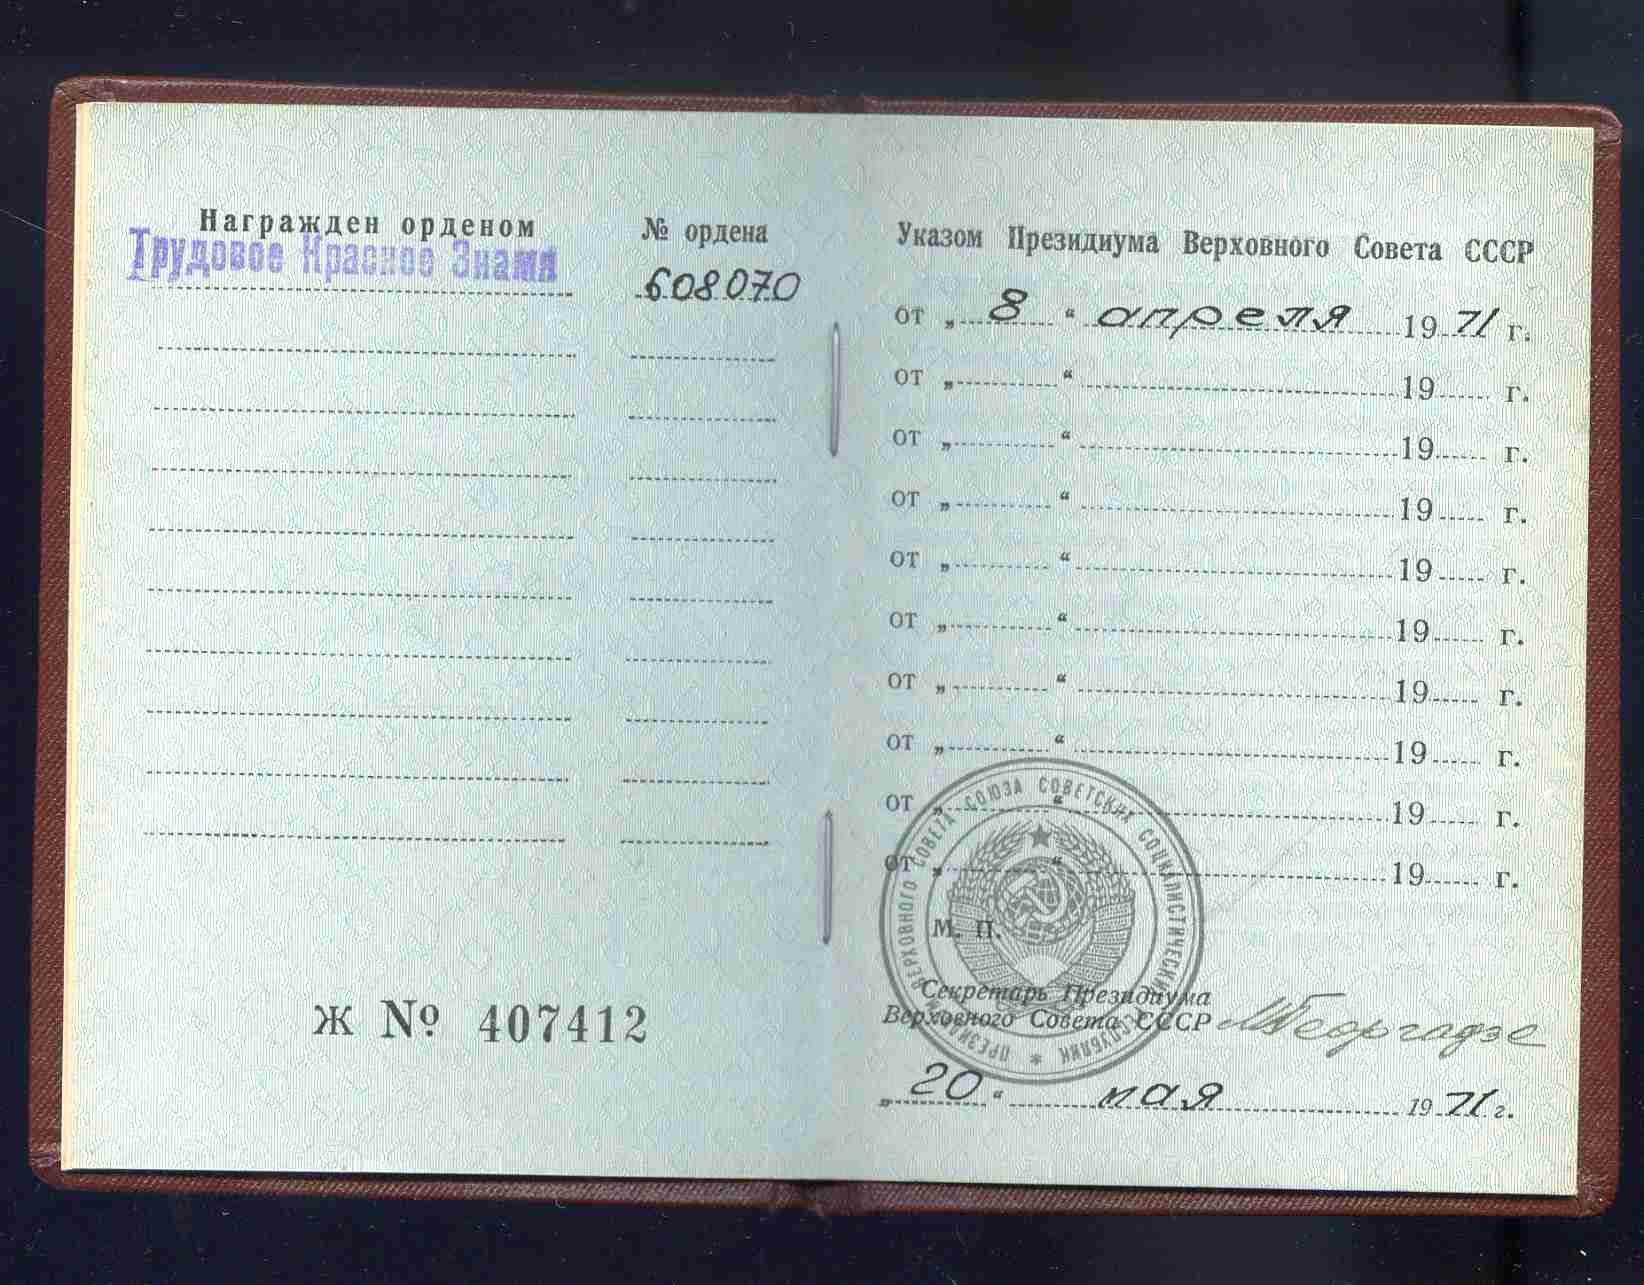 Награжден орденом
№ ордена
Трудовое Красное Знамя
608070
Ж № 407412
Указом Президиума Верховного Совета СССР
от „ 8 “ апреля 1971 г.
от „ “ 19 г.
от „ “ 19 г.
от „ “ 19 г.
от „ “ 19 г.
от „ “ 19 г.
от „ “ 19 г.
от „ “ 19 г.
от „ “ 19 г.
от „ “ 19 г.
М. П.
ПРЕЗИДИУМ ВЕРХОВНОГО СОВЕТА СОЮЗА СОВЕТСКИХ СОЦИАЛИСТИЧЕСКИХ РЕСПУБЛИК
Секретарь Президиума
Верховного Совета СССР МГеоргадзе
„ 20 “ мая 1971 г.